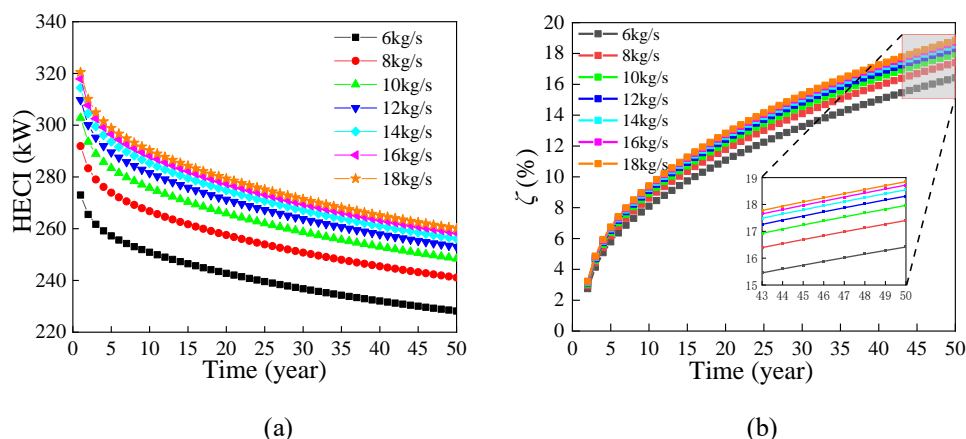 340
320
300
280
260
240
220
HECI (kW)
0 5 10 15 20 25 30 35 40 45 50
Time (year)
6kg/s
8kg/s
10kg/s
12kg/s
14kg/s
16kg/s
18kg/s
(a)
20
18
16
14
12
10
8
6
4
2
0
ζ (%)
0 5 10 15 20 25 30 35 40 45 50
Time (year)
6kg/s
8kg/s
10kg/s
12kg/s
14kg/s
16kg/s
18kg/s
19
18
17
16
15
43 44 45 46 47 48 49 50
(b)